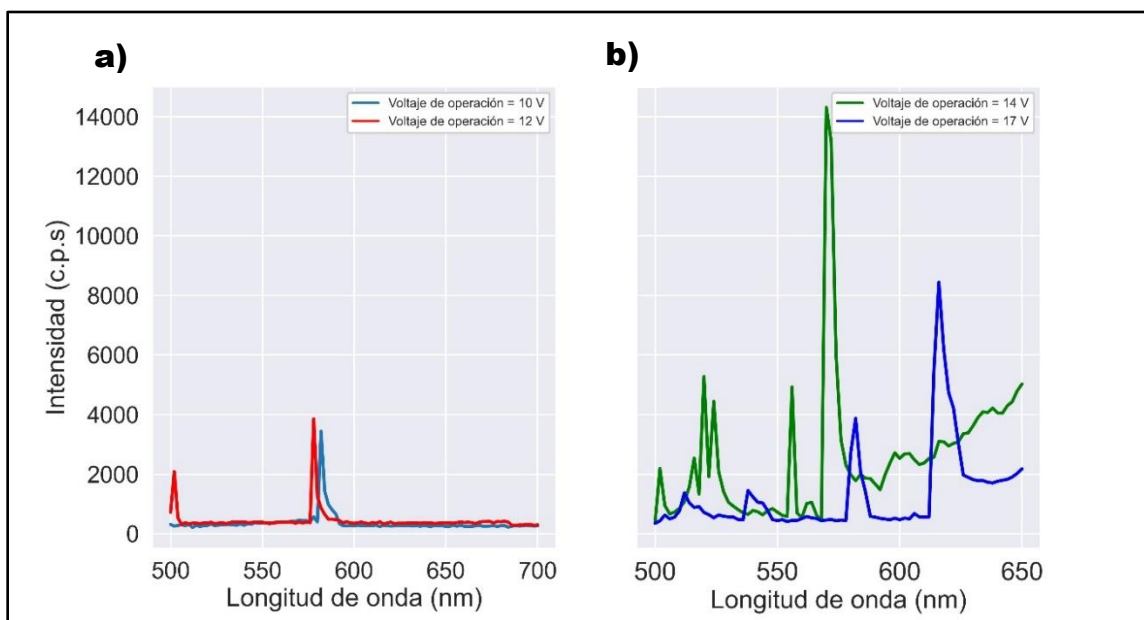 a)
b)
Voltaje de operación = 10 V
Voltaje de operación = 12 V
Voltaje de operación = 14 V
Voltaje de operación = 17 V
14000
12000
10000
8000
6000
4000
2000
0
Intensidad (c.p.s)
500 550 600 650 700
Longitud de onda (nm)
500 550 600 650
Longitud de onda (nm)